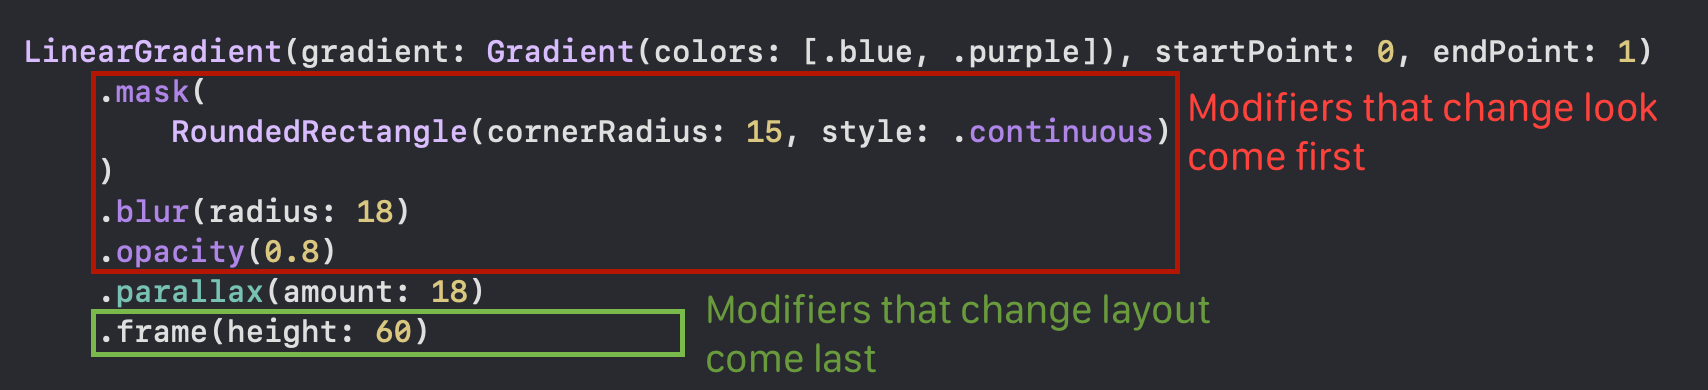 LinearGradient(gradient: Gradient(colors: [.blue, .purple]), startPoint: 0, endPoint: 1)
.mask(
RoundedRectangle(cornerRadius: 15, style: .continuous)
)
.blur(radius: 18)
.opacity(0.8)
Modifiers that change look
come first
.parallax(amount: 18)
.frame(height: 60)
Modifiers that change layout
come last